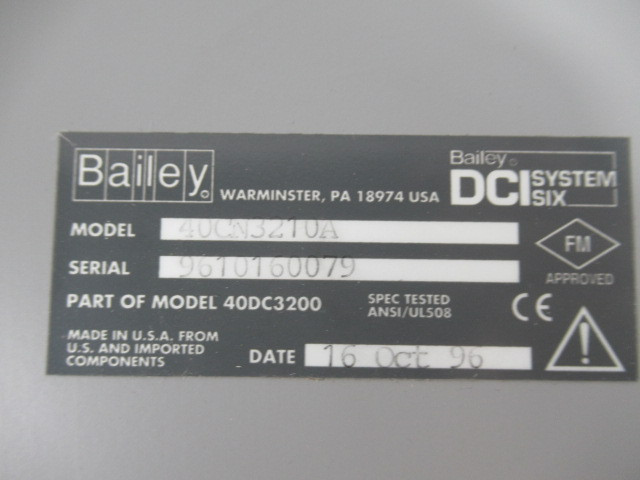 Bailey
WARMINSTER, PA 18974 USA
Bailey
DCI SYSTEM
SIX
MODEL 40CN3210A
SERIAL 9610160079
FM
APPROVED
PART OF MODEL 40DC3200
SPEC TESTED
ANSI/UL508
CE
MADE IN U.S.A. FROM
U.S. AND IMPORTED
COMPONENTS
DATE 16 Oct 96
!